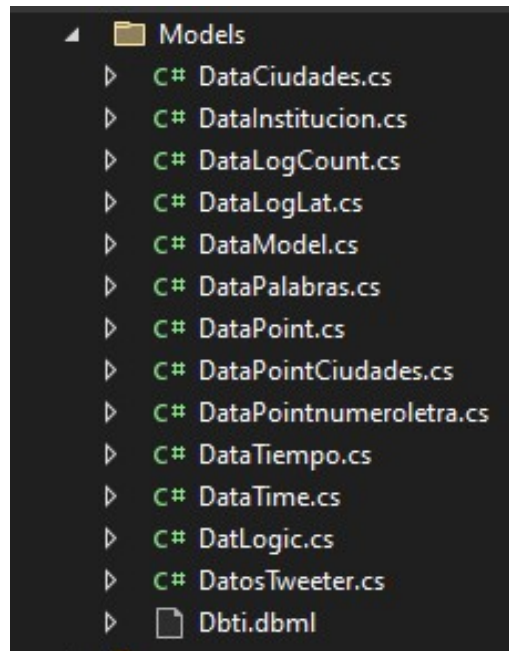 Models
C# DataCiudades.cs
C# DataInstitucion.cs
C# DataLogCount.cs
C# DataLogLat.cs
C# DataModel.cs
C# DataPalabras.cs
C# DataPoint.cs
C# DataPointCiudades.cs
C# DataPointnumeroletra.cs
C# DataTiempo.cs
C# DataTime.cs
C# DatLogic.cs
C# DatosTweeter.cs
Dbti.dbml